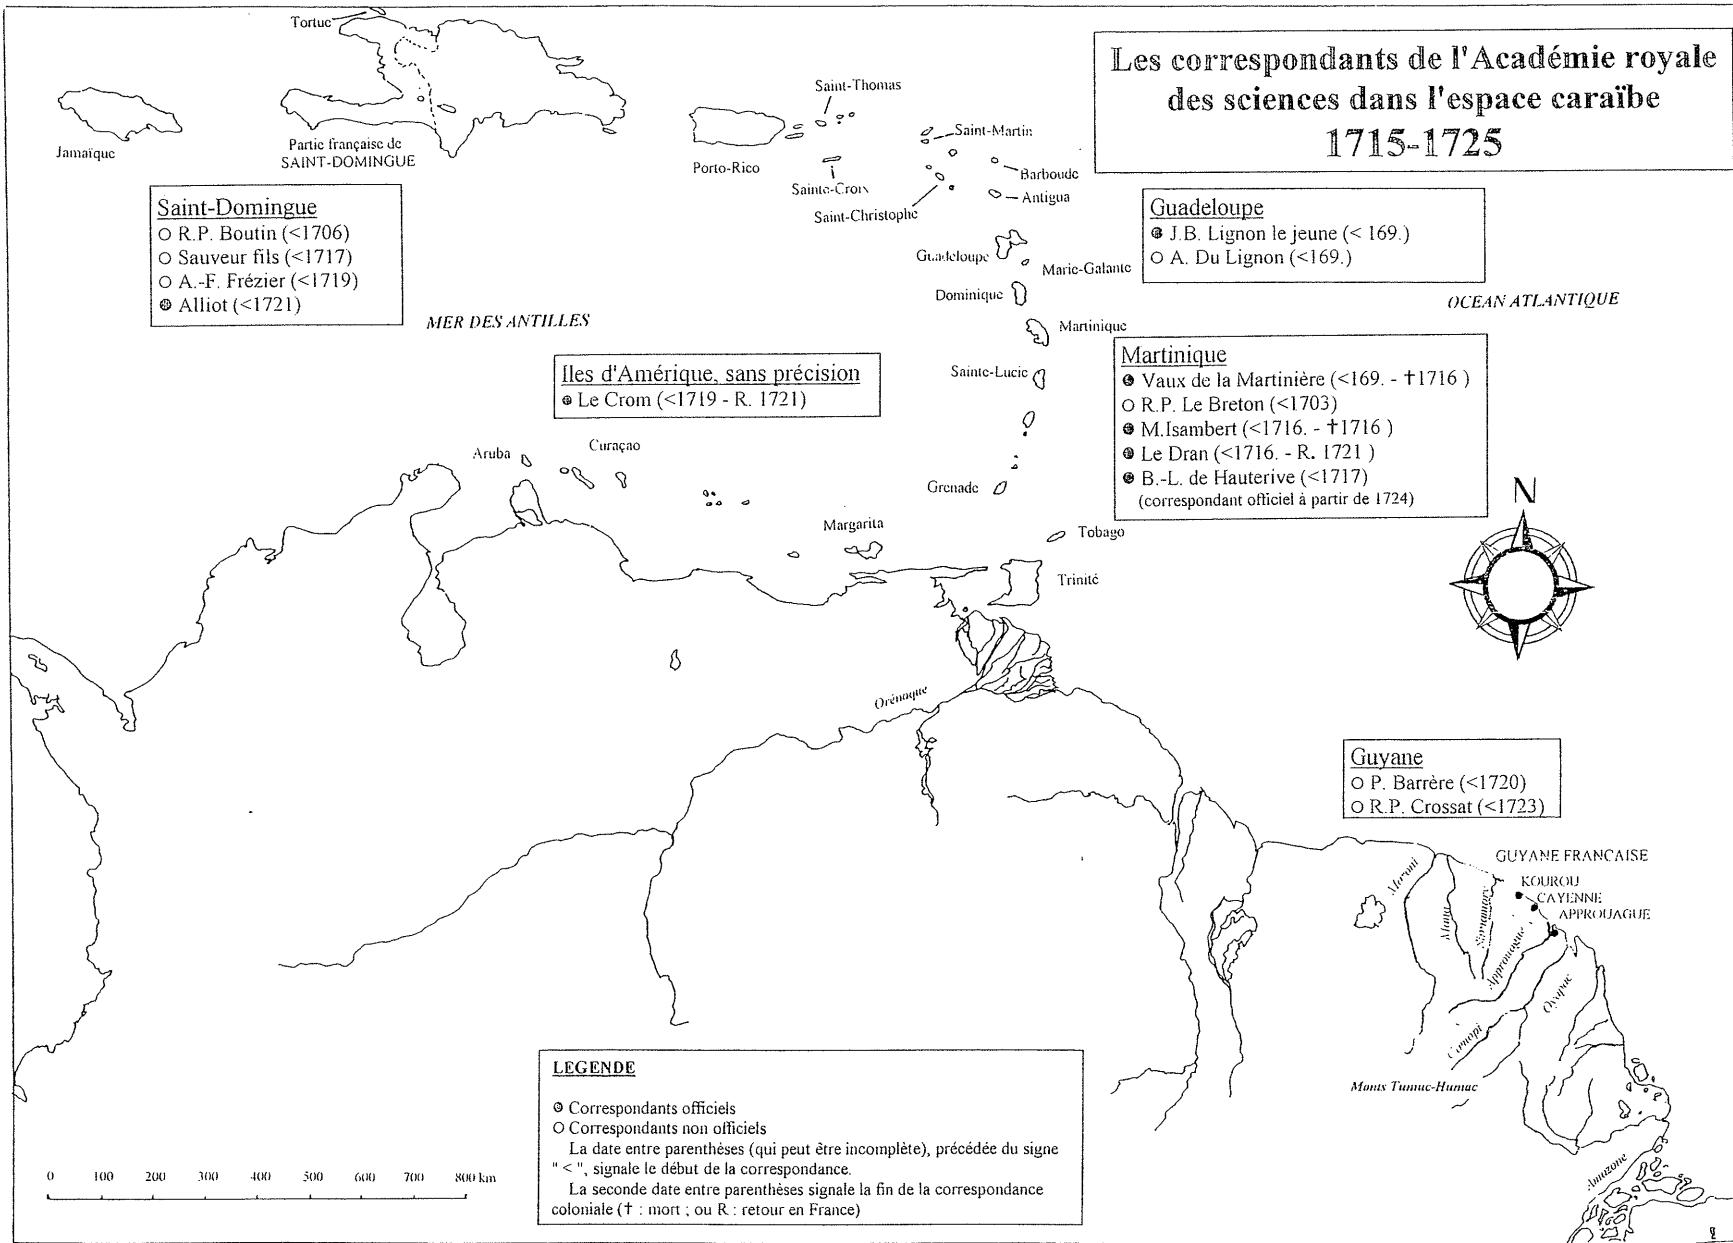 Les correspondants de l'Académie royale
des sciences dans l'espace caraïbe
1715-1725
Tortue
Jamaïque
Partie française de
SAINT-DOMINGUE
Porto-Rico
Saint-Thomas
Sainte-Croix
Saint-Martin
Saint-Christophe
Barboude
Antigua
Saint-Domingue
○ R.P. Boutin (<1706)
○ Sauveur fils (<1717)
○ A.-F. Frézier (<1719)
● Alliot (<1721)
Guadeloupe
● J.B. Lignon le jeune (< 169.)
○ A. Du Lignon (<169.)
Guadeloupe
Marie-Galante
Dominique
Martinique
Sainte-Lucie
MER DES ANTILLES
OCEAN ATLANTIQUE
Iles d'Amérique, sans précision
● Le Crom (<1719 - R. 1721)
Martinique
● Vaux de la Martinière (<169. - †1716 )
○ R.P. Le Breton (<1703)
● M.Isambert (<1716. - †1716 )
● Le Dran (<1716. - R. 1721 )
● B.-L. de Hauterive (<1717)
(correspondant officiel à partir de 1724)
Aruba
Curaçao
Grenade
Margarita
Tobago
Trinité
N
Orénoque
Guyane
○ P. Barrère (<1720)
○ R.P. Crossat (<1723)
GUYANE FRANCAISE
KOUROU
CAYENNE
APPROUAGUE
Maroni
Mana
Sinnamary
Approuague
Oyapac
Camopi
Monts Tumuc-Humac
Amazone
LEGENDE
● Correspondants officiels
○ Correspondants non officiels
La date entre parenthèses (qui peut être incomplète), précédée du signe
" < ", signale le début de la correspondance.
La seconde date entre parenthèses signale la fin de la correspondance
coloniale († : mort ; ou R : retour en France)
0 100 200 300 400 600 700 800 km